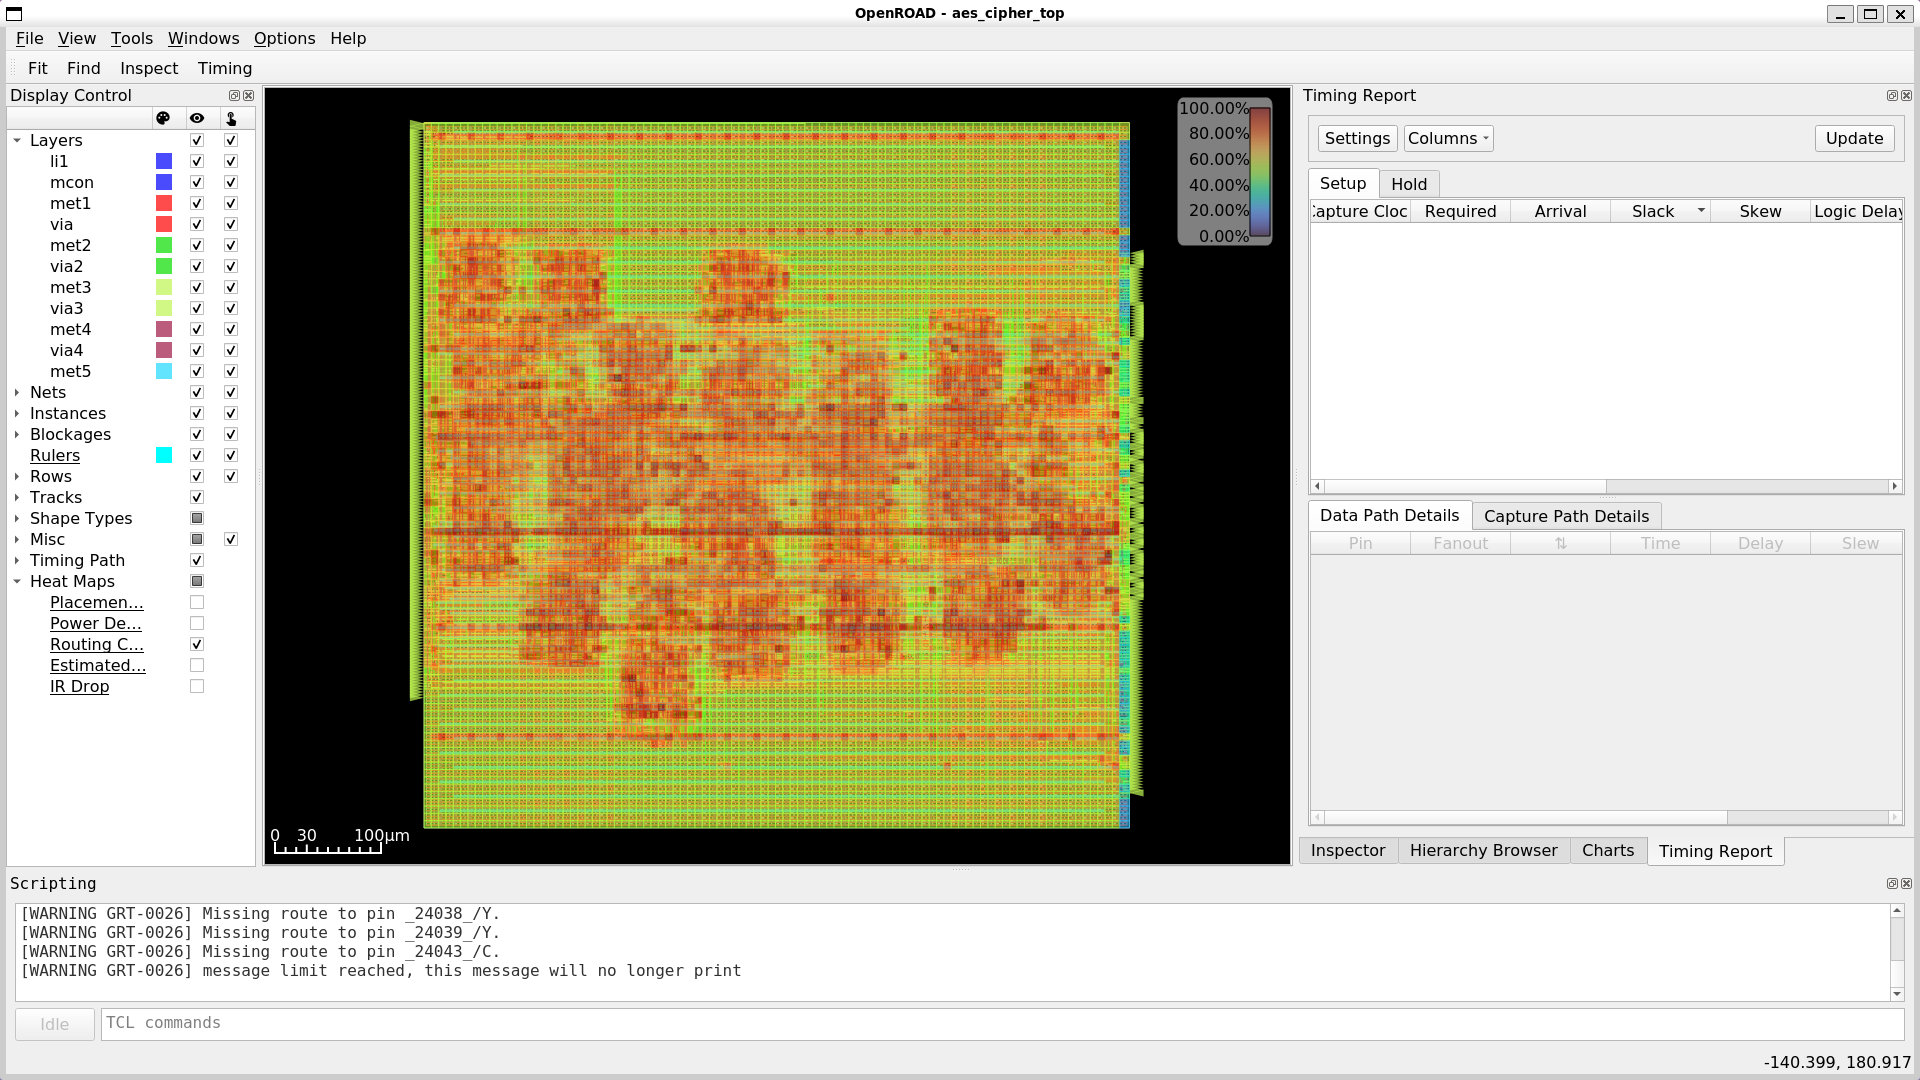 OpenROAD - aes_cipher_top
File View Tools Windows Options Help
Fit Find Inspect Timing
Display Control
Layers
li1
mcon
met1
via
met2
via2
met3
via3
met4
via4
met5
Nets
Instances
Blockages
Rulers
Rows
Tracks
Shape Types
Misc
Timing Path
Heat Maps
Placemen...
Power De...
Routing C...
Estimated...
IR Drop
100.00%
80.00%
60.00%
40.00%
20.00%
0.00%
0 30 100μm
Timing Report
Settings Columns Update
Setup Hold
apture Cloc Required Arrival Slack Skew Logic Delay
Data Path Details Capture Path Details
Pin Fanout ⇅ Time Delay Slew
Inspector Hierarchy Browser Charts Timing Report
Scripting
[WARNING GRT-0026] Missing route to pin _24038_/Y.
[WARNING GRT-0026] Missing route to pin _24039_/Y.
[WARNING GRT-0026] Missing route to pin _24043_/C.
[WARNING GRT-0026] message limit reached, this message will no longer print
Idle TCL commands
-140.399, 180.917